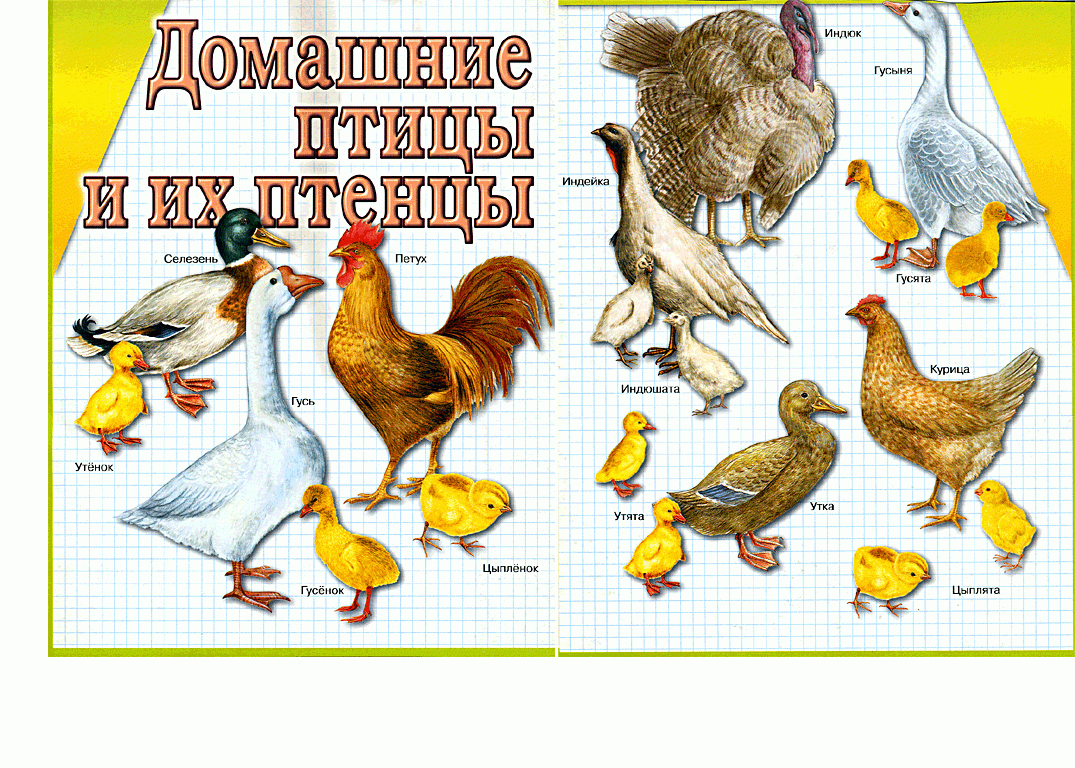 Домашние
птицы
и их птенцы
Селезень
Петух
Гусь
Утёнок
Цыплёнок
Гусёнок
Индюк
Гусыня
Индейка
Гусята
Курица
Индюшата
Утка
Утята
Цыплята